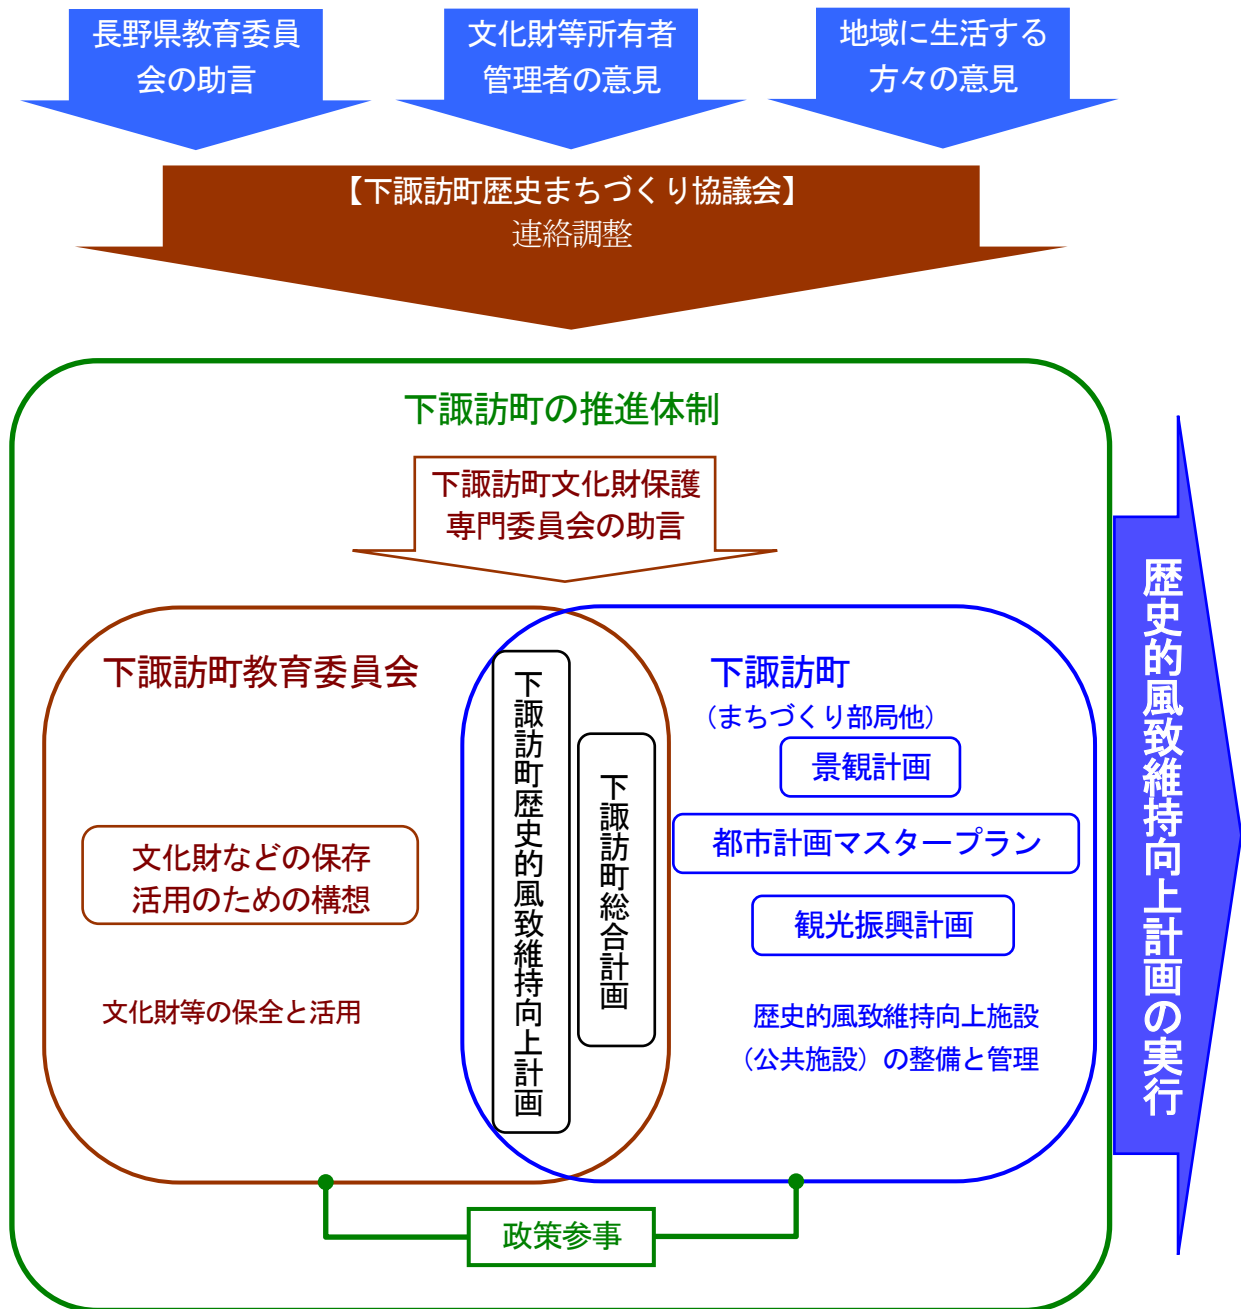 長野県教育委員
会の助言
文化財等所有者
管理者の意見
地域に生活する
方々の意見
【下諏訪町歴史まちづくり協議会】
連絡調整
下諏訪町の推進体制
下諏訪町文化財保護
専門委員会の助言
下諏訪町教育委員会
文化財などの保存
活用のための構想
文化財等の保全と活用
下諏訪町歴史的風致維持向上計画
下諏訪町総合計画
下諏訪町
（まちづくり部局他）
景観計画
都市計画マスタープラン
観光振興計画
歴史的風致維持向上施設
（公共施設）の整備と管理
政策参事
歴史的風致維持向上計画の実行